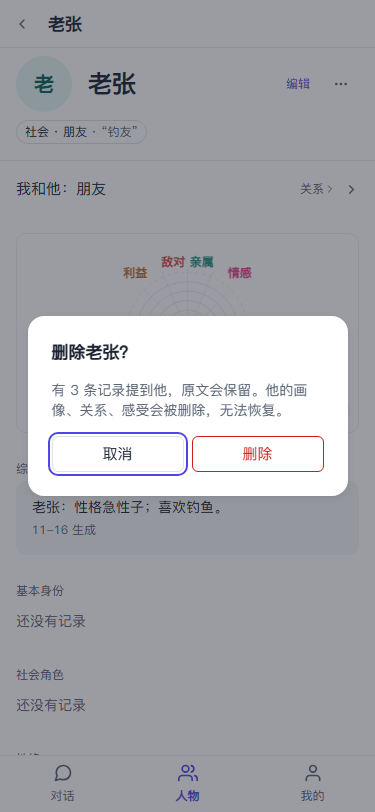 老张
老 老张 编辑
社会 · 朋友 · “钓友”
我和他：朋友 关系
敌对 亲属
利益 情感
删除老张?
有 3 条记录提到他，原文会保留。他的画
像、关系、感受会被删除，无法恢复。
取消 删除
老张：性格急性子；喜欢钓鱼。
11–16 生成
基本身份
还没有记录
社会角色
还没有记录
对话 人物 我的